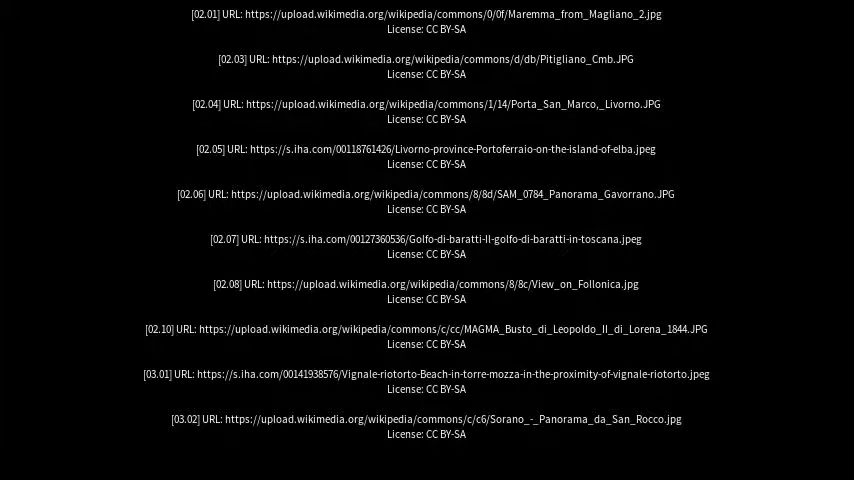 [02.01] URL: https://upload.wikimedia.org/wikipedia/commons/0/0f/Maremma_from_Magliano_2.jpg
License: CC BY-SA
[02.03] URL: https://upload.wikimedia.org/wikipedia/commons/d/db/Pitigliano_Cmb.JPG
License: CC BY-SA
[02.04] URL: https://upload.wikimedia.org/wikipedia/commons/1/14/Porta_San_Marco,_Livorno.JPG
License: CC BY-SA
[02.05] URL: https://s.iha.com/00118761426/Livorno-province-Portoferraio-on-the-island-of-elba.jpeg
License: CC BY-SA
[02.06] URL: https://upload.wikimedia.org/wikipedia/commons/8/8d/SAM_0784_Panorama_Gavorrano.JPG
License: CC BY-SA
[02.07] URL: https://s.iha.com/00127360536/Golfo-di-baratti-Il-golfo-di-baratti-in-toscana.jpeg
License: CC BY-SA
[02.08] URL: https://upload.wikimedia.org/wikipedia/commons/8/8c/View_on_Follonica.jpg
License: CC BY-SA
[02.10] URL: https://upload.wikimedia.org/wikipedia/commons/c/cc/MAGMA_Busto_di_Leopoldo_II_di_Lorena_1844.JPG
License: CC BY-SA
[03.01] URL: https://s.iha.com/00141938576/Vignale-riotorto-Beach-in-torre-mozza-in-the-proximity-of-vignale-riotorto.jpeg
License: CC BY-SA
[03.02] URL: https://upload.wikimedia.org/wikipedia/commons/c/c6/Sorano_-_Panorama_da_San_Rocco.jpg
License: CC BY-SA